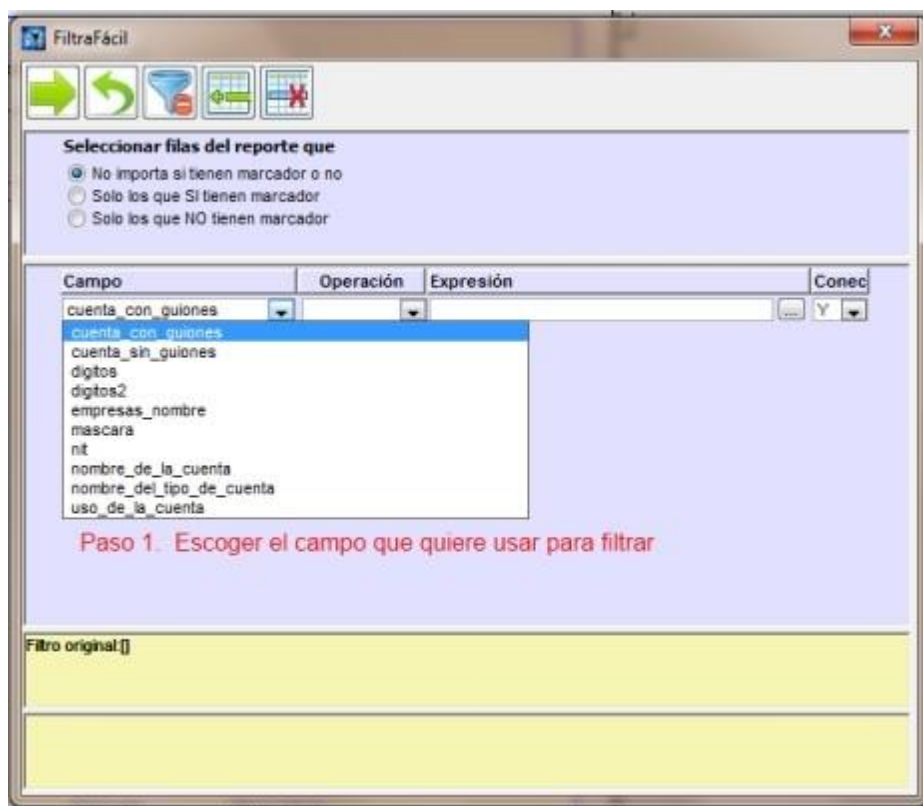 FiltraFácil
Seleccionar filas del reporte que
No importa si tienen marcador o no
Solo los que SI tienen marcador
Solo los que NO tienen marcador
Campo Operación Expresión Conec
cuenta_con_guiones ... Y
cuenta_con_guiones
cuenta_sin_guiones
digitos
digitos2
empresas_nombre
mascara
nit
nombre_de_la_cuenta
nombre_del_tipo_de_cuenta
uso_de_la_cuenta
Paso 1. Escoger el campo que quiere usar para filtrar
Filtro original:[]